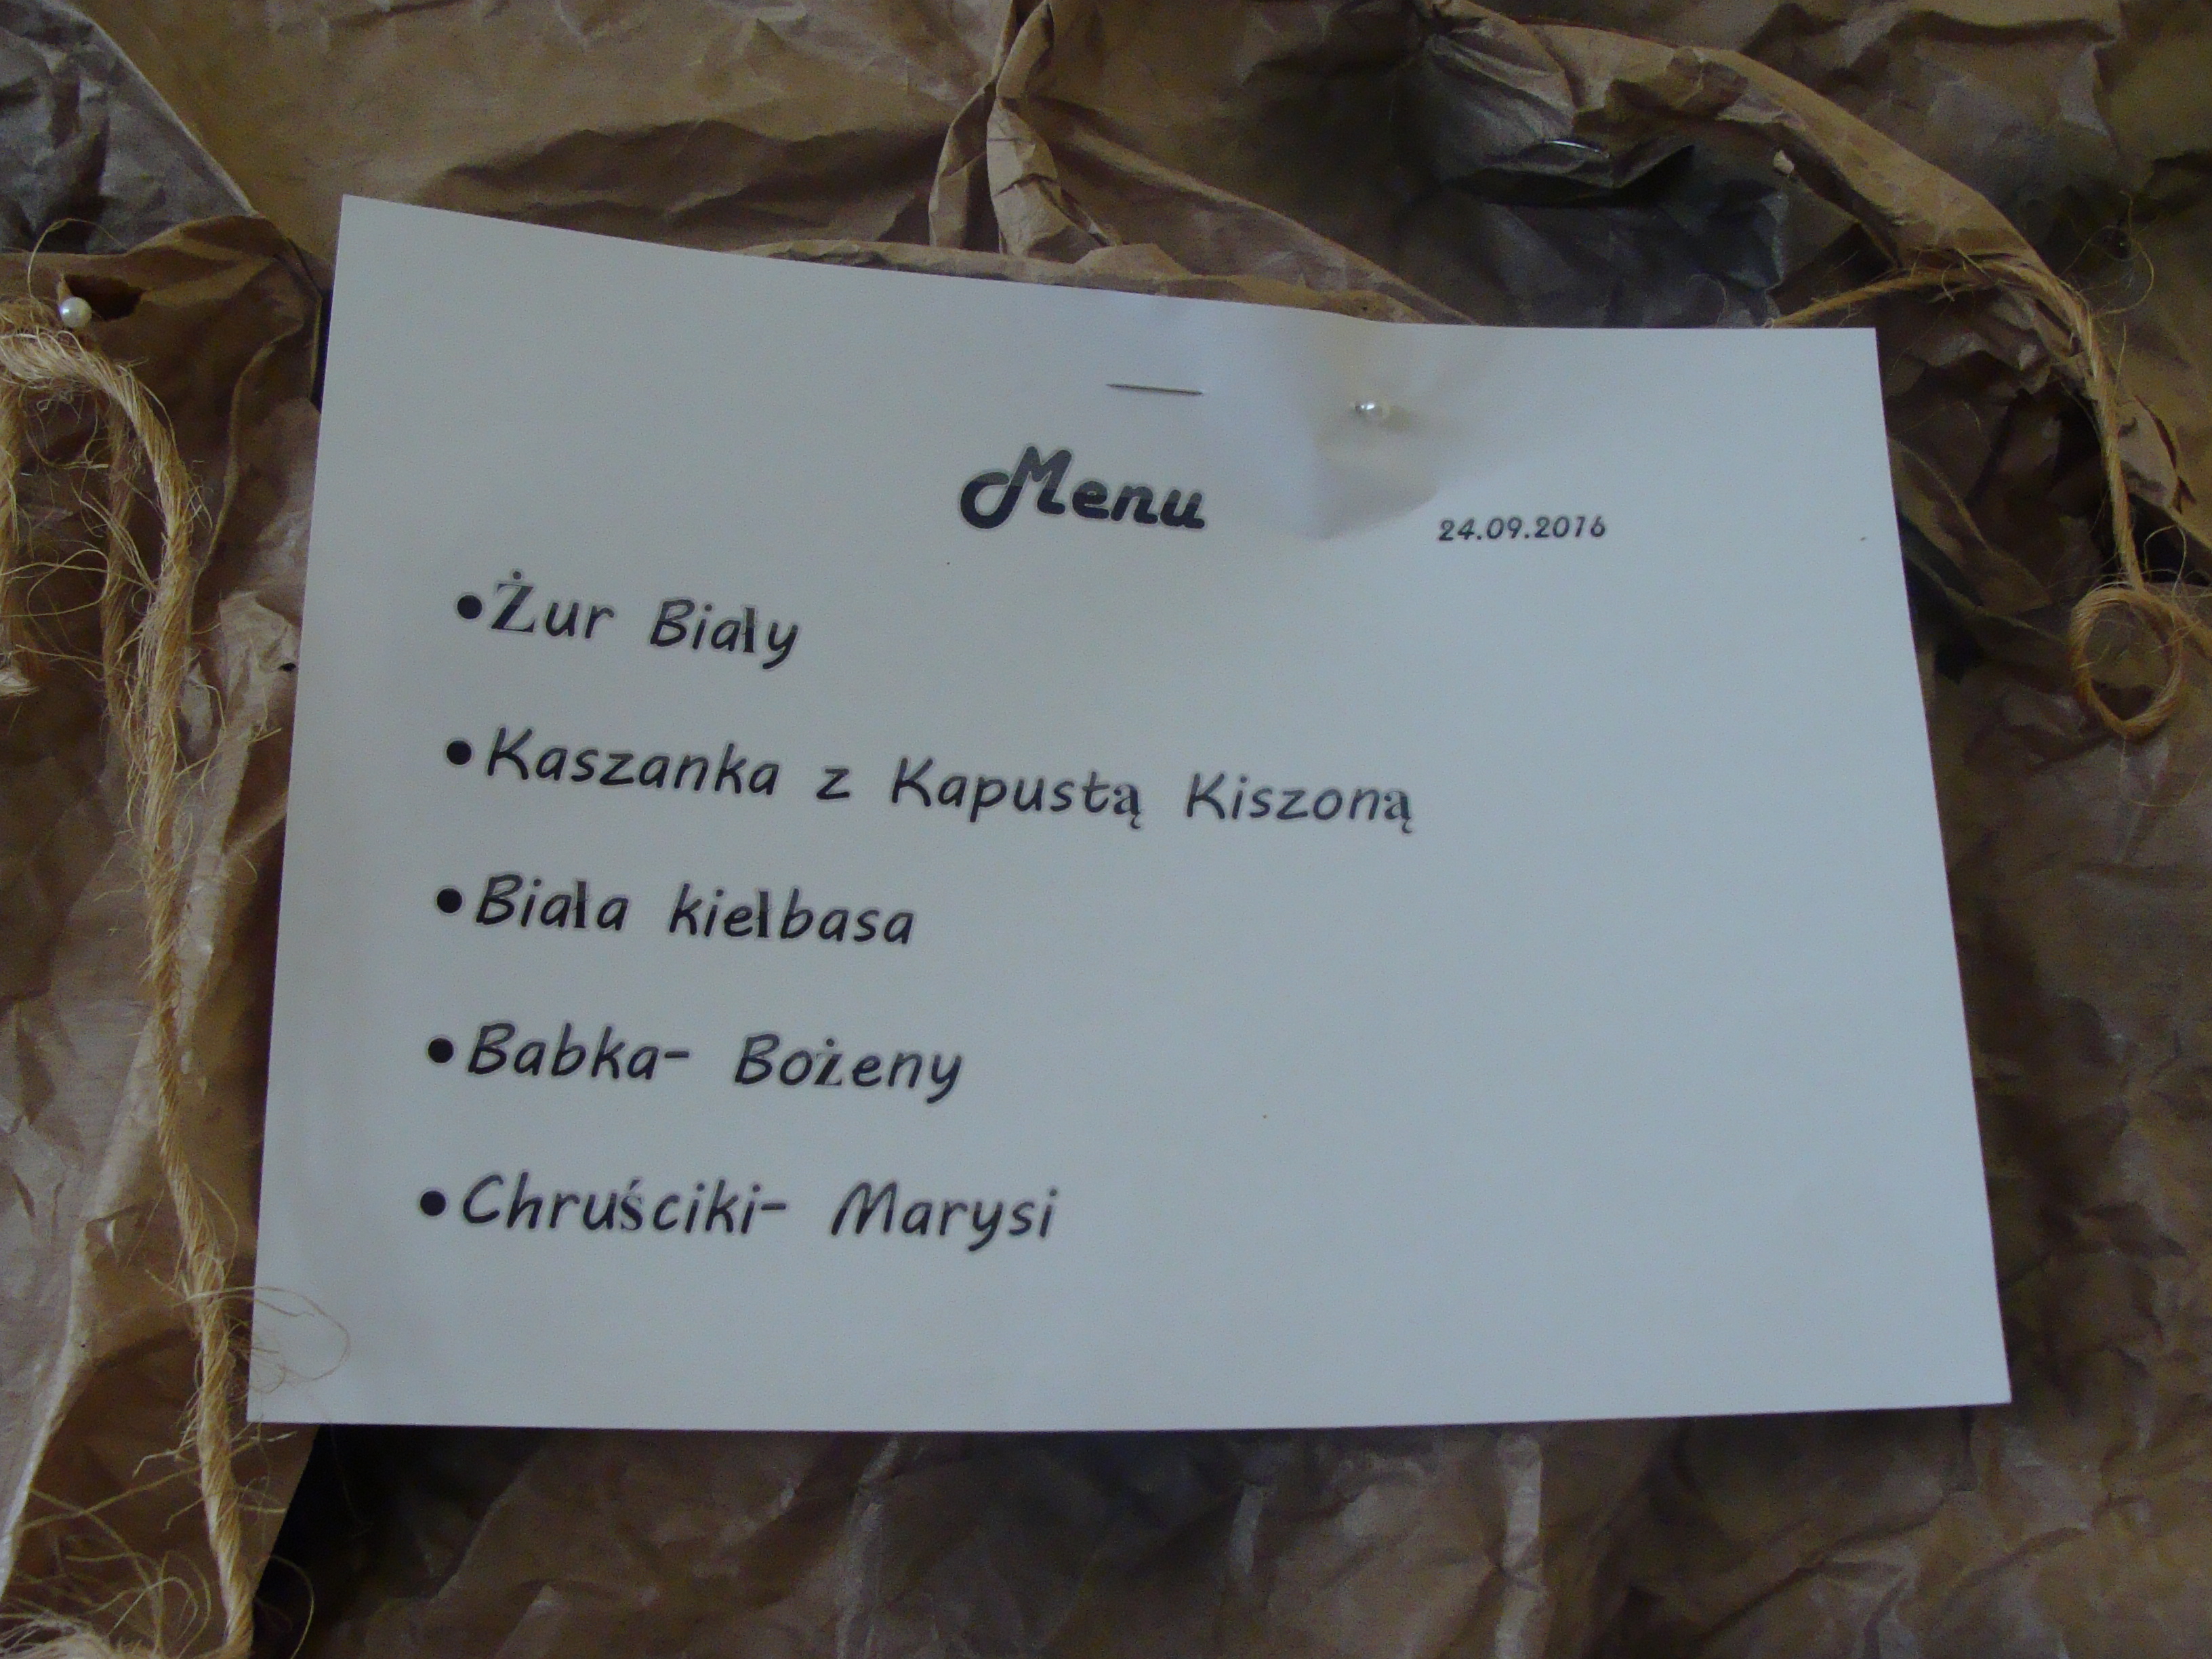 Menu
24.09.2016
•Żur Biały
•Kaszanka z Kapustą Kiszoną
•Biała kiełbasa
•Babka- Bożeny
•Chruściki- Marysi